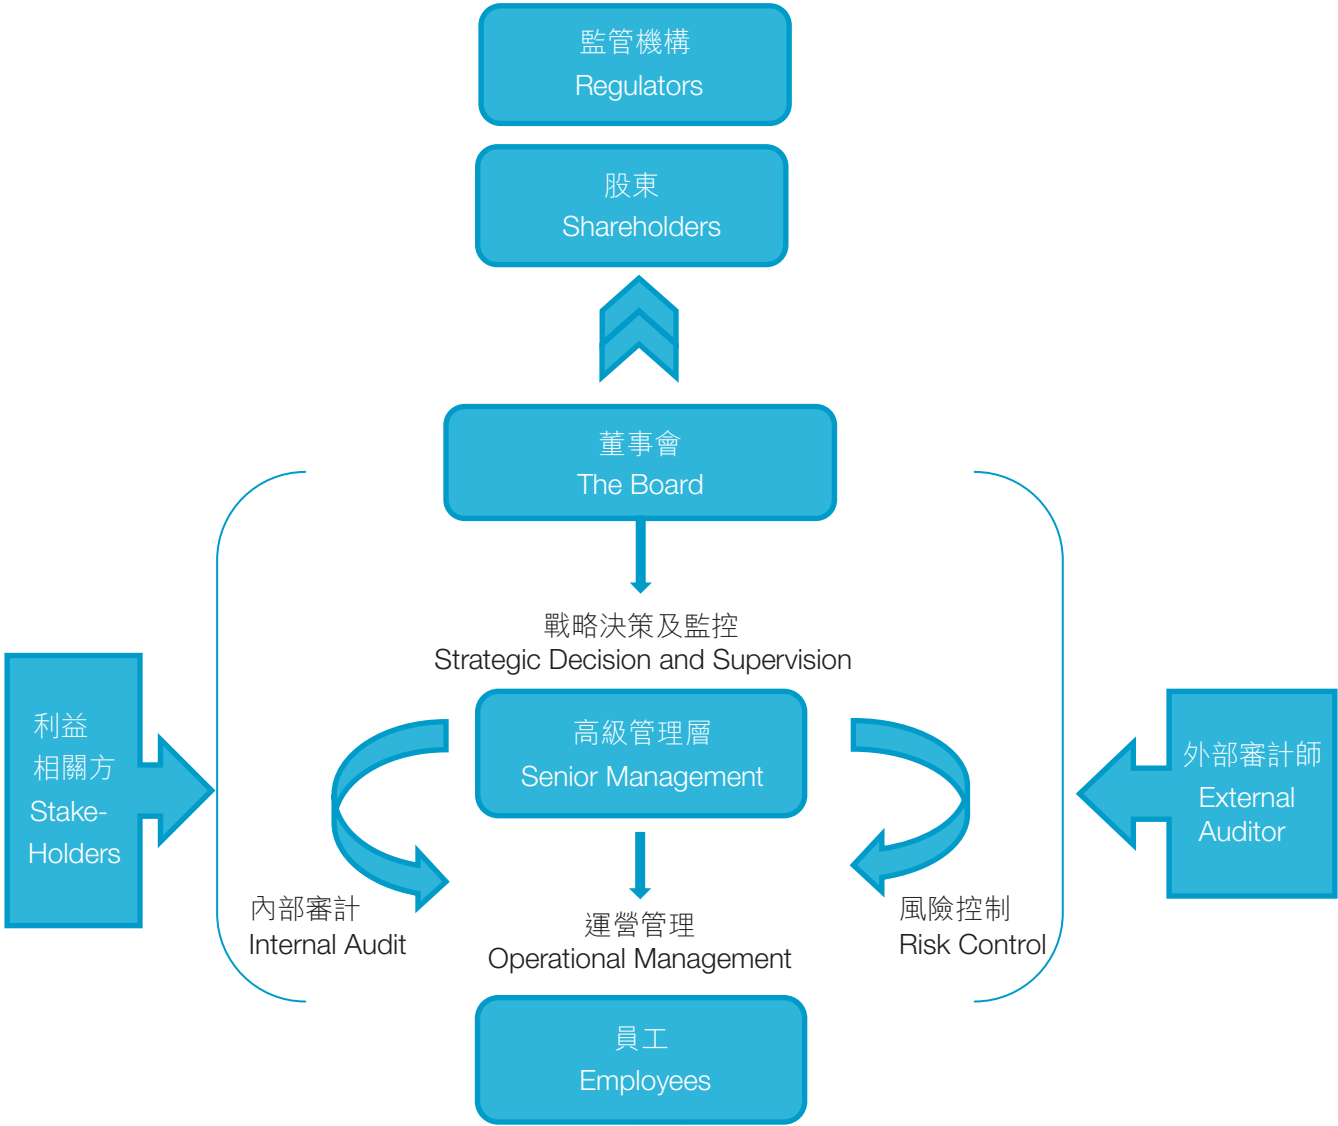 監管機構
Regulators
股東
Shareholders
董事會
The Board
戰略決策及監控
Strategic Decision and Supervision
利益
相關方
Stake-
Holders
高級管理層
Senior Management
外部審計師
External
Auditor
內部審計
Internal Audit
運營管理
Operational Management
風險控制
Risk Control
員工
Employees